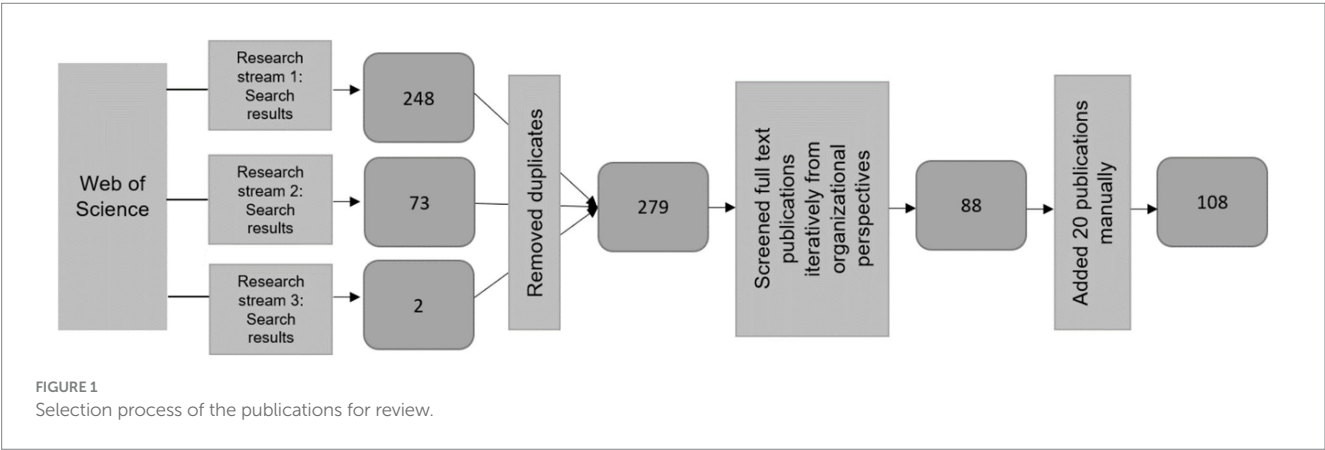 Web of
Science
Research
stream 1:
Search
results
248
Research
stream 2:
Search
results
73
Research
stream 3:
Search
results
2
Removed duplicates
279
Screened full text
publications
iteratively from
organizational
perspectives
88
Added 20 publications
manually
108
FIGURE 1
Selection process of the publications for review.